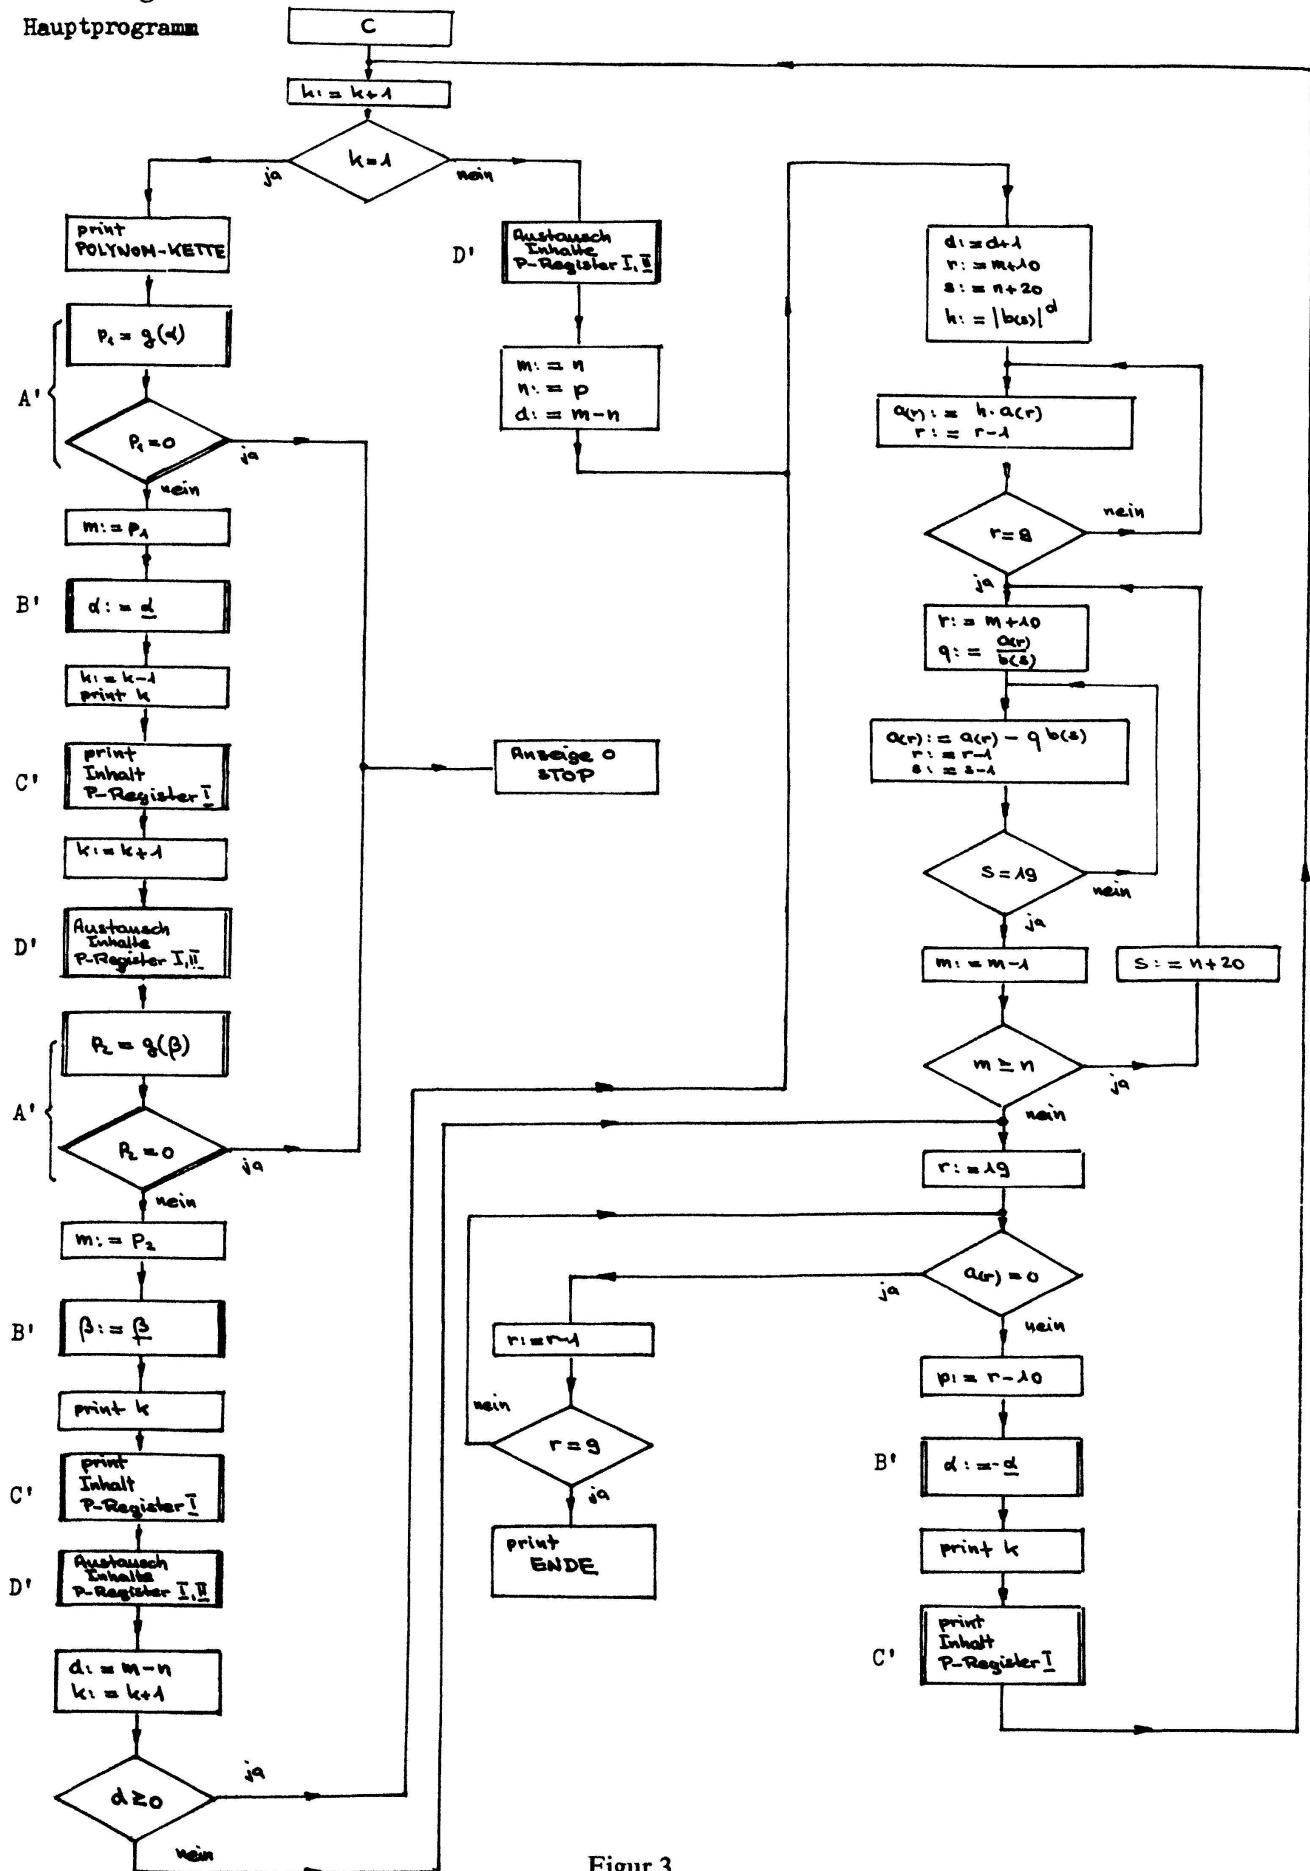 Hauptprogramm
C
k:=k+1
k=1
ja
nein
print
POLYNOM-KETTE
A'
p₁ = g(α)
p₁=0
ja
nein
m:=p₁
B'
α:=α
k:=k-1
print k
C'
print
Inhalt
P-Register I
k:=k+1
D'
Austausch
Inhalte
P-Register I,II
A'
p₂ = g(β)
p₂=0
ja
nein
m:=p₂
B'
β:=β
print k
C'
print
Inhalt
P-Register I
D'
Austausch
Inhalte
P-Register I,II
d:=m-n
k:=k+1
d≥0
ja
nein
D'
Austausch
Inhalte
P-Register I,II
m:=n
n:=p
d:=m-n
Anzeige 0
STOP
d:=d+1
r:=m+10
s:=n+20
h:=|b(s)|^d
a(r):= h·a(r)
r:=r-1
r=9
nein
ja
r:=m+10
q:= a(r)/b(s)
a(r):=a(r)-q b(s)
r:=r-1
s:=s-1
s=19
nein
ja
m:=m-1
s:=n+20
m≥n
ja
nein
r:=19
a(r)=0
ja
nein
r:=r-1
nein
r=9
ja
print
ENDE
p:=r-10
B'
α:=-α
print k
C'
print
Inhalt
P-Register I
Figur 3